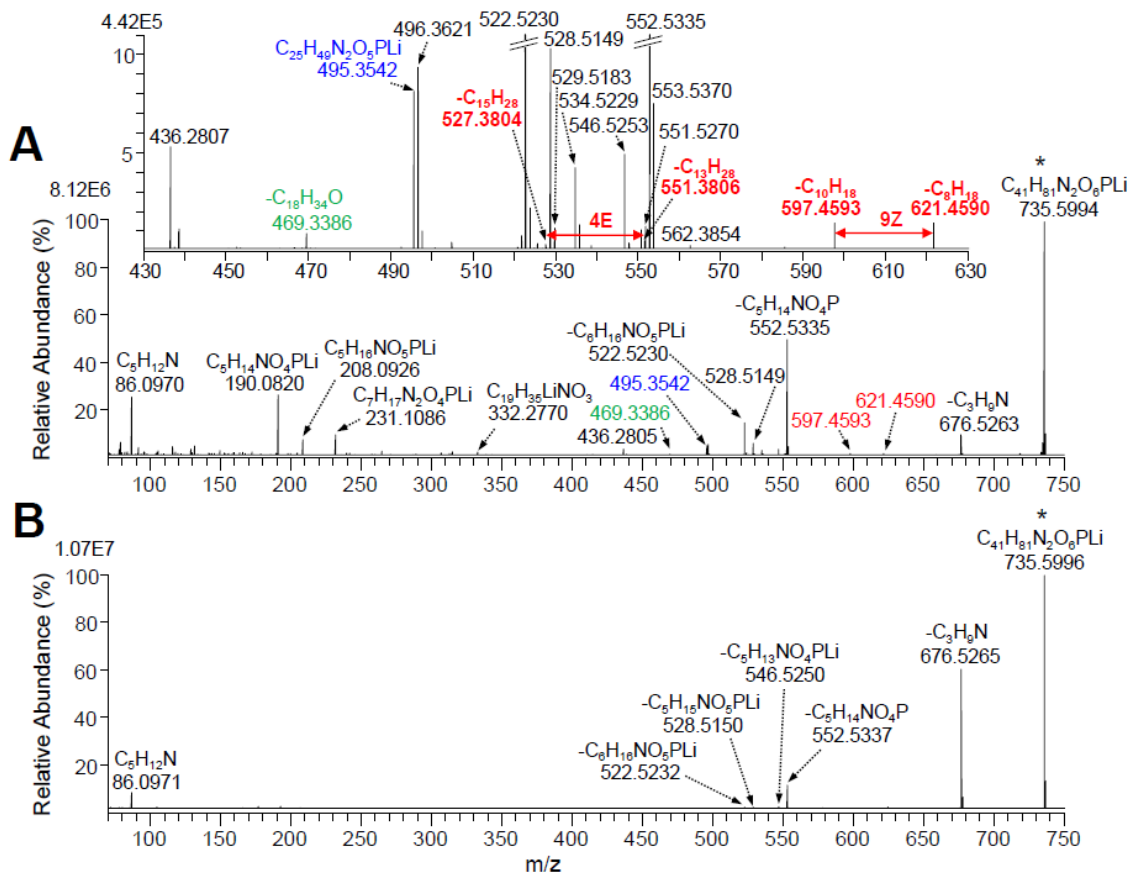 A
4.42E5
10
5
C₂₅H₄₉N₂O₅PLi
495.3542
496.3621
522.5230
528.5149
552.5335
529.5183
534.5229
546.5253
553.5370
551.5270
436.2807
-C₁₈H₃₄O
469.3386
-C₁₅H₂₈
527.3804
4E
-C₁₃H₂₈
551.3806
562.3854
-C₁₀H₁₈
597.4593
9Z
-C₈H₁₈
621.4590
430 450 470 490 510 530 550 570 590 610 630
*
C₄₁H₈₁N₂O₆PLi
735.5994
8.12E6
Relative Abundance (%)
100
80
60
40
20
C₅H₁₂N
86.0970
C₅H₁₄NO₄PLi
190.0820
C₅H₁₆NO₅PLi
208.0926
C₇H₁₇N₂O₄PLi
231.1086
C₁₉H₃₅LiNO₃
332.2770
436.2805
469.3386
495.3542
-C₆H₁₆NO₅PLi
522.5230
528.5149
-C₅H₁₄NO₄P
552.5335
597.4593
621.4590
-C₃H₉N
676.5263
100 150 200 250 300 350 400 450 500 550 600 650 700 750
B
1.07E7
Relative Abundance (%)
100
80
60
40
20
C₅H₁₂N
86.0971
-C₆H₁₆NO₅PLi
522.5232
-C₅H₁₅NO₅PLi
528.5150
-C₅H₁₃NO₄PLi
546.5250
-C₅H₁₄NO₄P
552.5337
-C₃H₉N
676.5265
*
C₄₁H₈₁N₂O₆PLi
735.5996
100 150 200 250 300 350 400 450 500 550 600 650 700 750
m/z